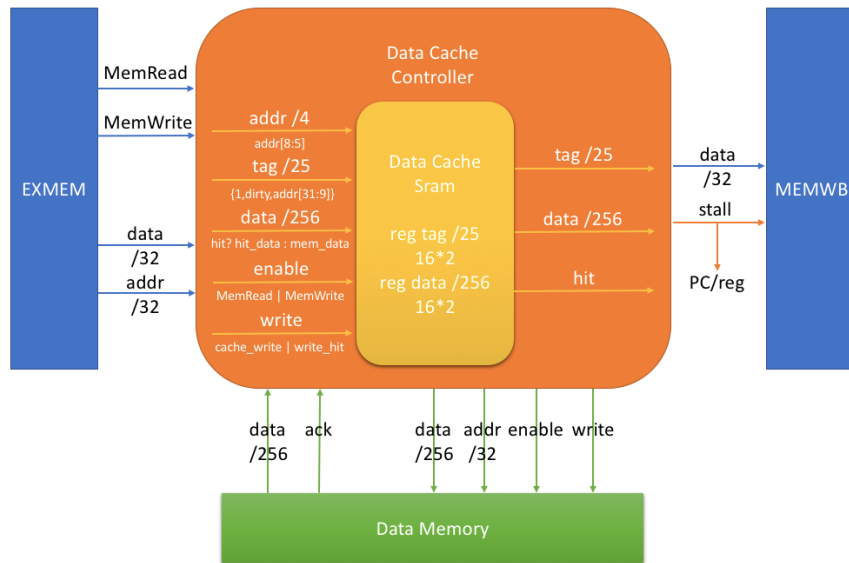 Data Cache
Controller
MemRead
MemWrite
EXMEM
data
/32
addr
/32
addr /4
addr[8:5]
tag /25
{1,dirty,addr[31:9]}
data /256
hit? hit_data : mem_data
enable
MemRead | MemWrite
write
cache_write | write_hit
Data Cache
Sram
reg tag /25
16*2
reg data /256
16*2
tag /25
data /256
hit
data
/32
stall
PC/reg
MEMWB
data
/256
ack
data
/256
addr
/32
enable
write
Data Memory